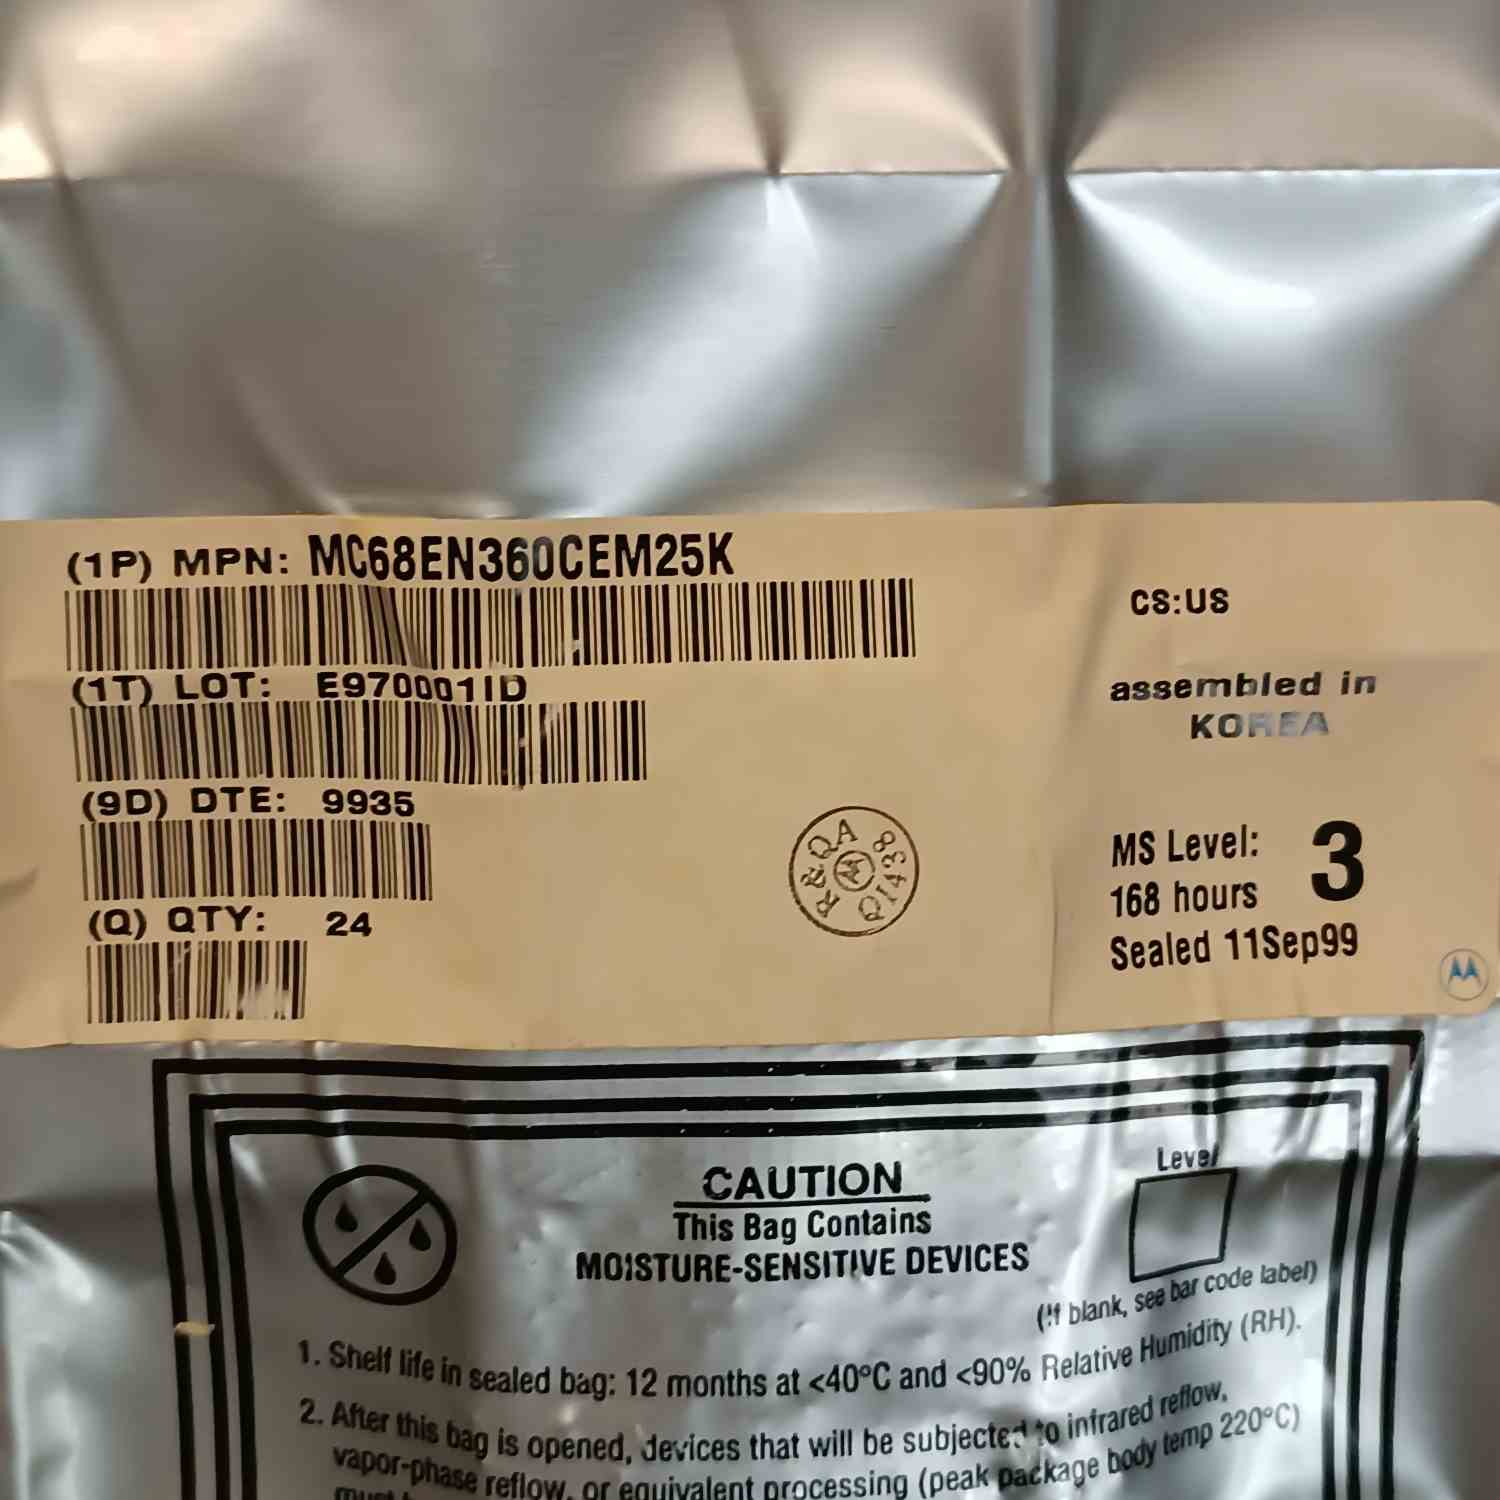 (1P) MPN: MC68EN360CEM25K
(1T) LOT: E970001ID
(9D) DTE: 9935
(Q) QTY: 24
CS:US
assembled in
KOREA
R&QA
QI438
MS Level: 3
168 hours
Sealed 11Sep99
CAUTION
This Bag Contains
MOISTURE-SENSITIVE DEVICES
Level
(If blank, see bar code label)
1. Shelf life in sealed bag: 12 months at <40°C and <90% Relative Humidity (RH).
2. After this bag is opened, devices that will be subjected to infrared reflow,
vapor-phase reflow, or equivalent processing (peak package body temp 220°C)